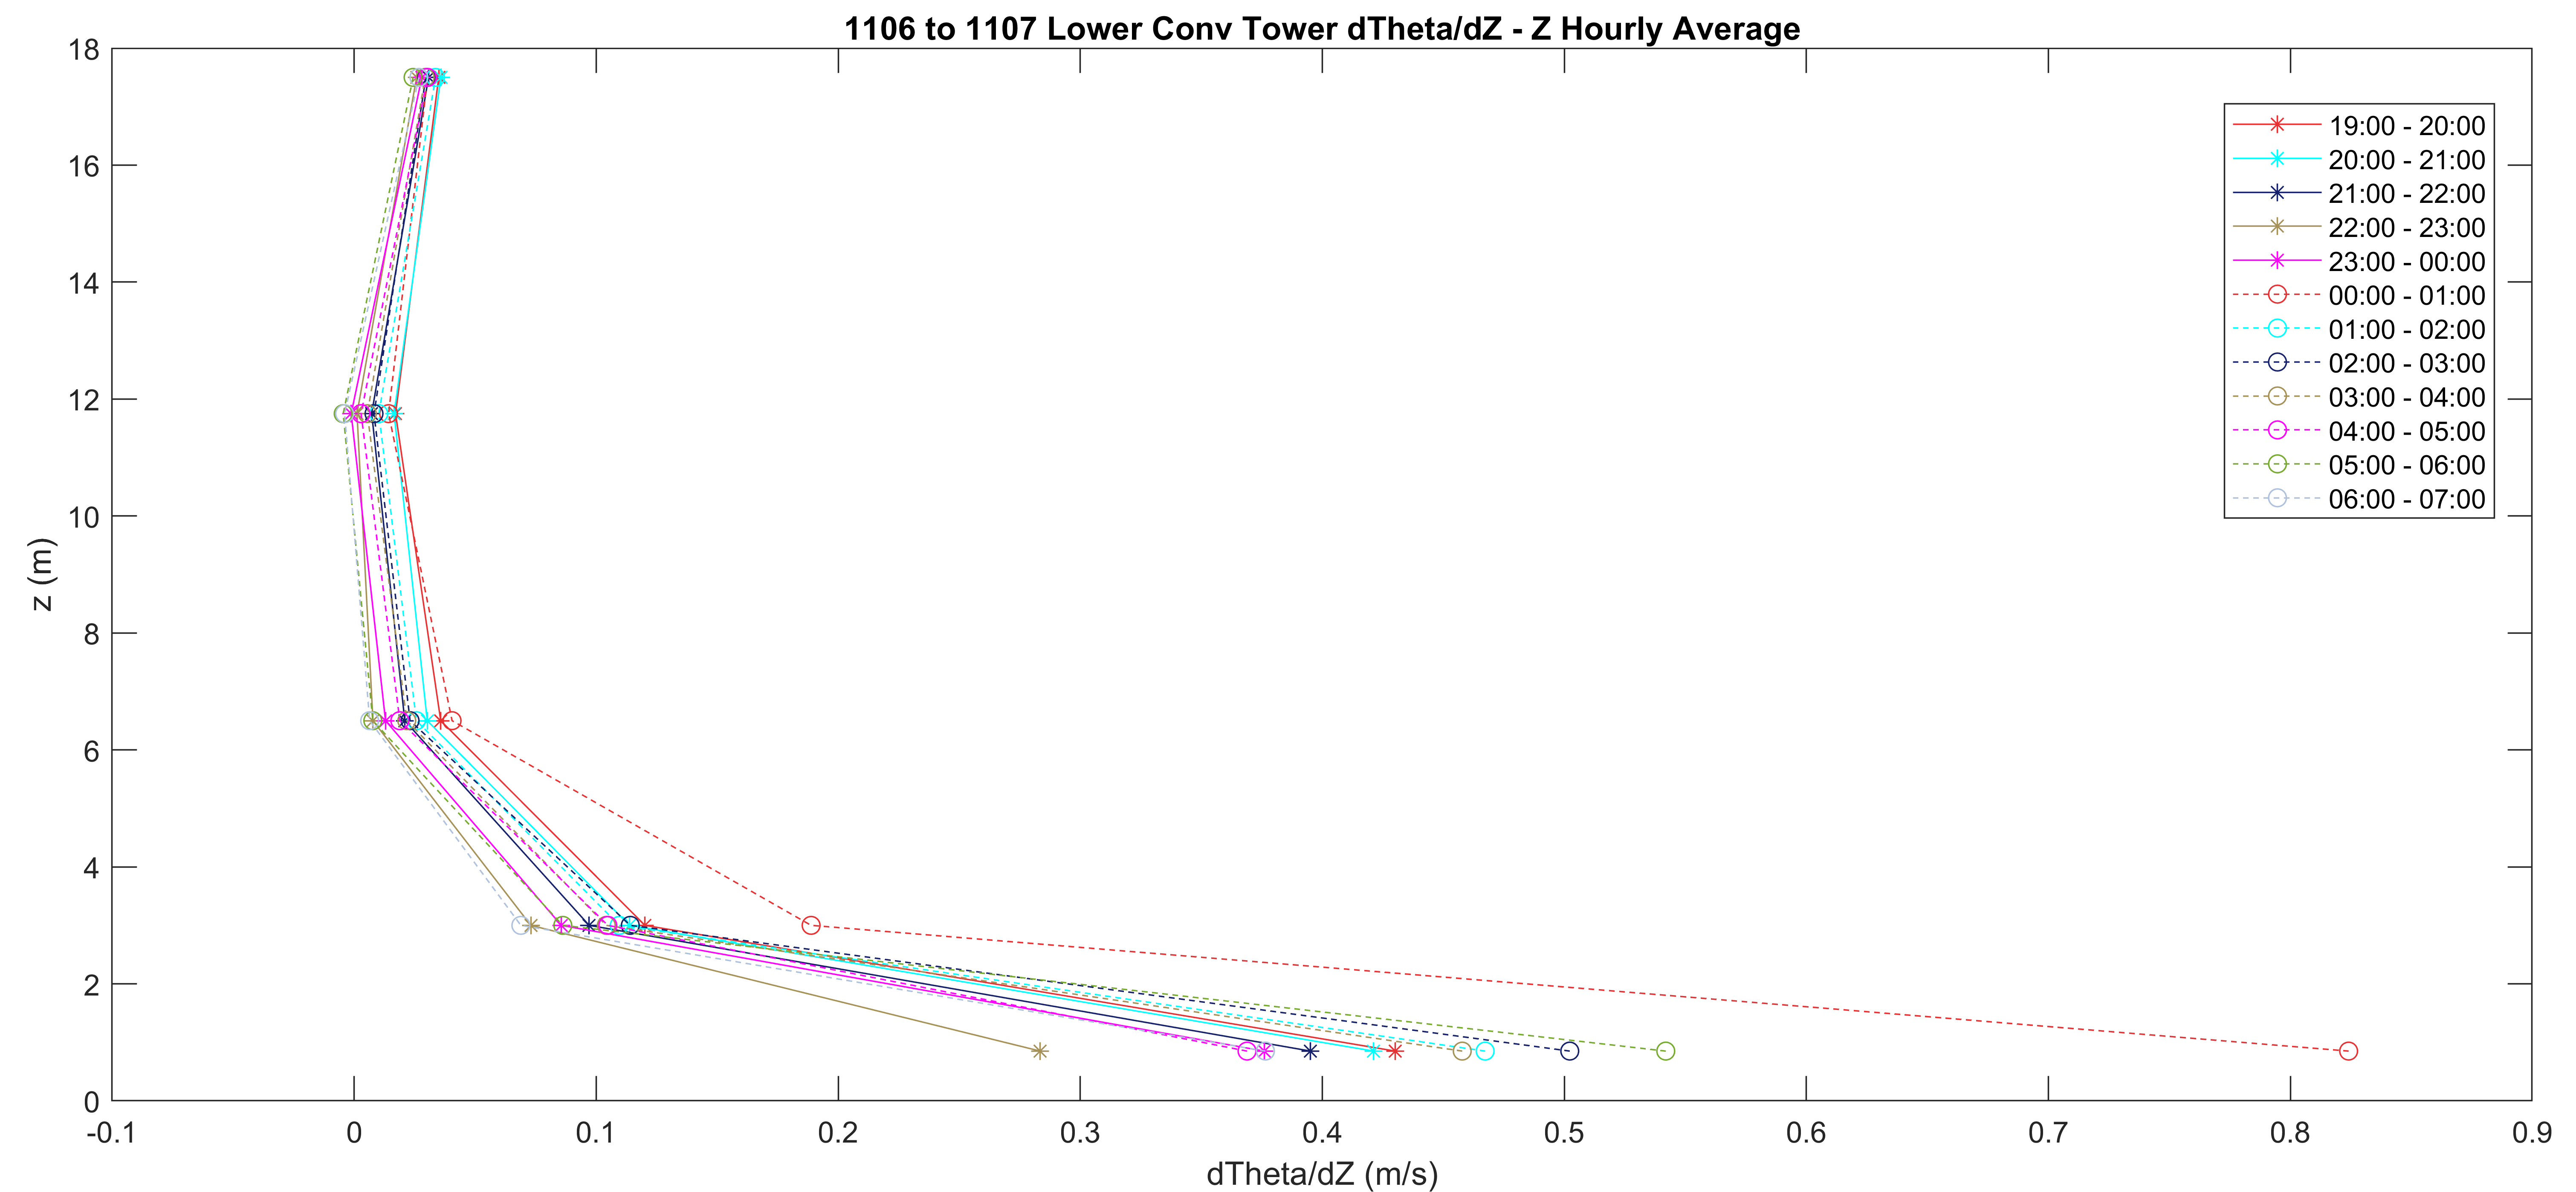 1106 to 1107 Lower Conv Tower dTheta/dZ - Z Hourly Average
18
16
14
12
10
8
6
4
2
0
z (m)
-0.1
0
0.1
0.2
0.3
0.4
0.5
0.6
0.7
0.8
0.9
dTheta/dZ (m/s)
19:00 - 20:00
20:00 - 21:00
21:00 - 22:00
22:00 - 23:00
23:00 - 00:00
00:00 - 01:00
01:00 - 02:00
02:00 - 03:00
03:00 - 04:00
04:00 - 05:00
05:00 - 06:00
06:00 - 07:00